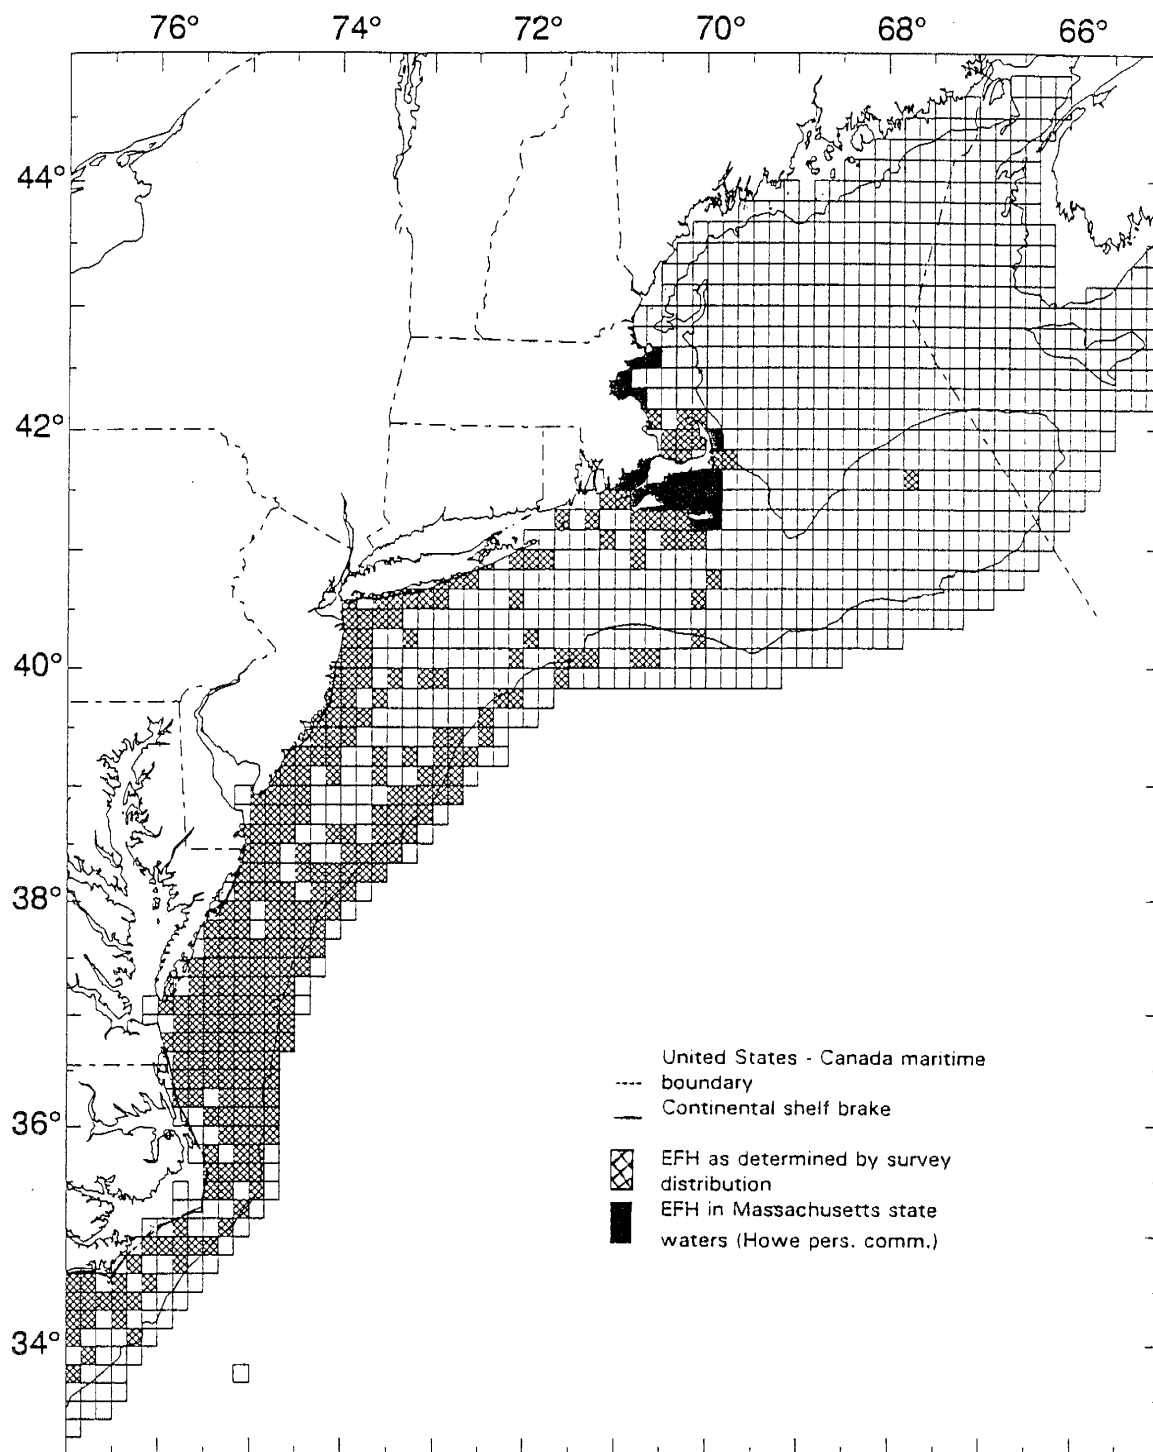 76° 74° 72° 70° 68° 66°
44°
42°
40°
38°
36°
34°
United States - Canada maritime
boundary
Continental shelf brake
EFH as determined by survey
distribution
EFH in Massachusetts state
waters (Howe pers. comm.)